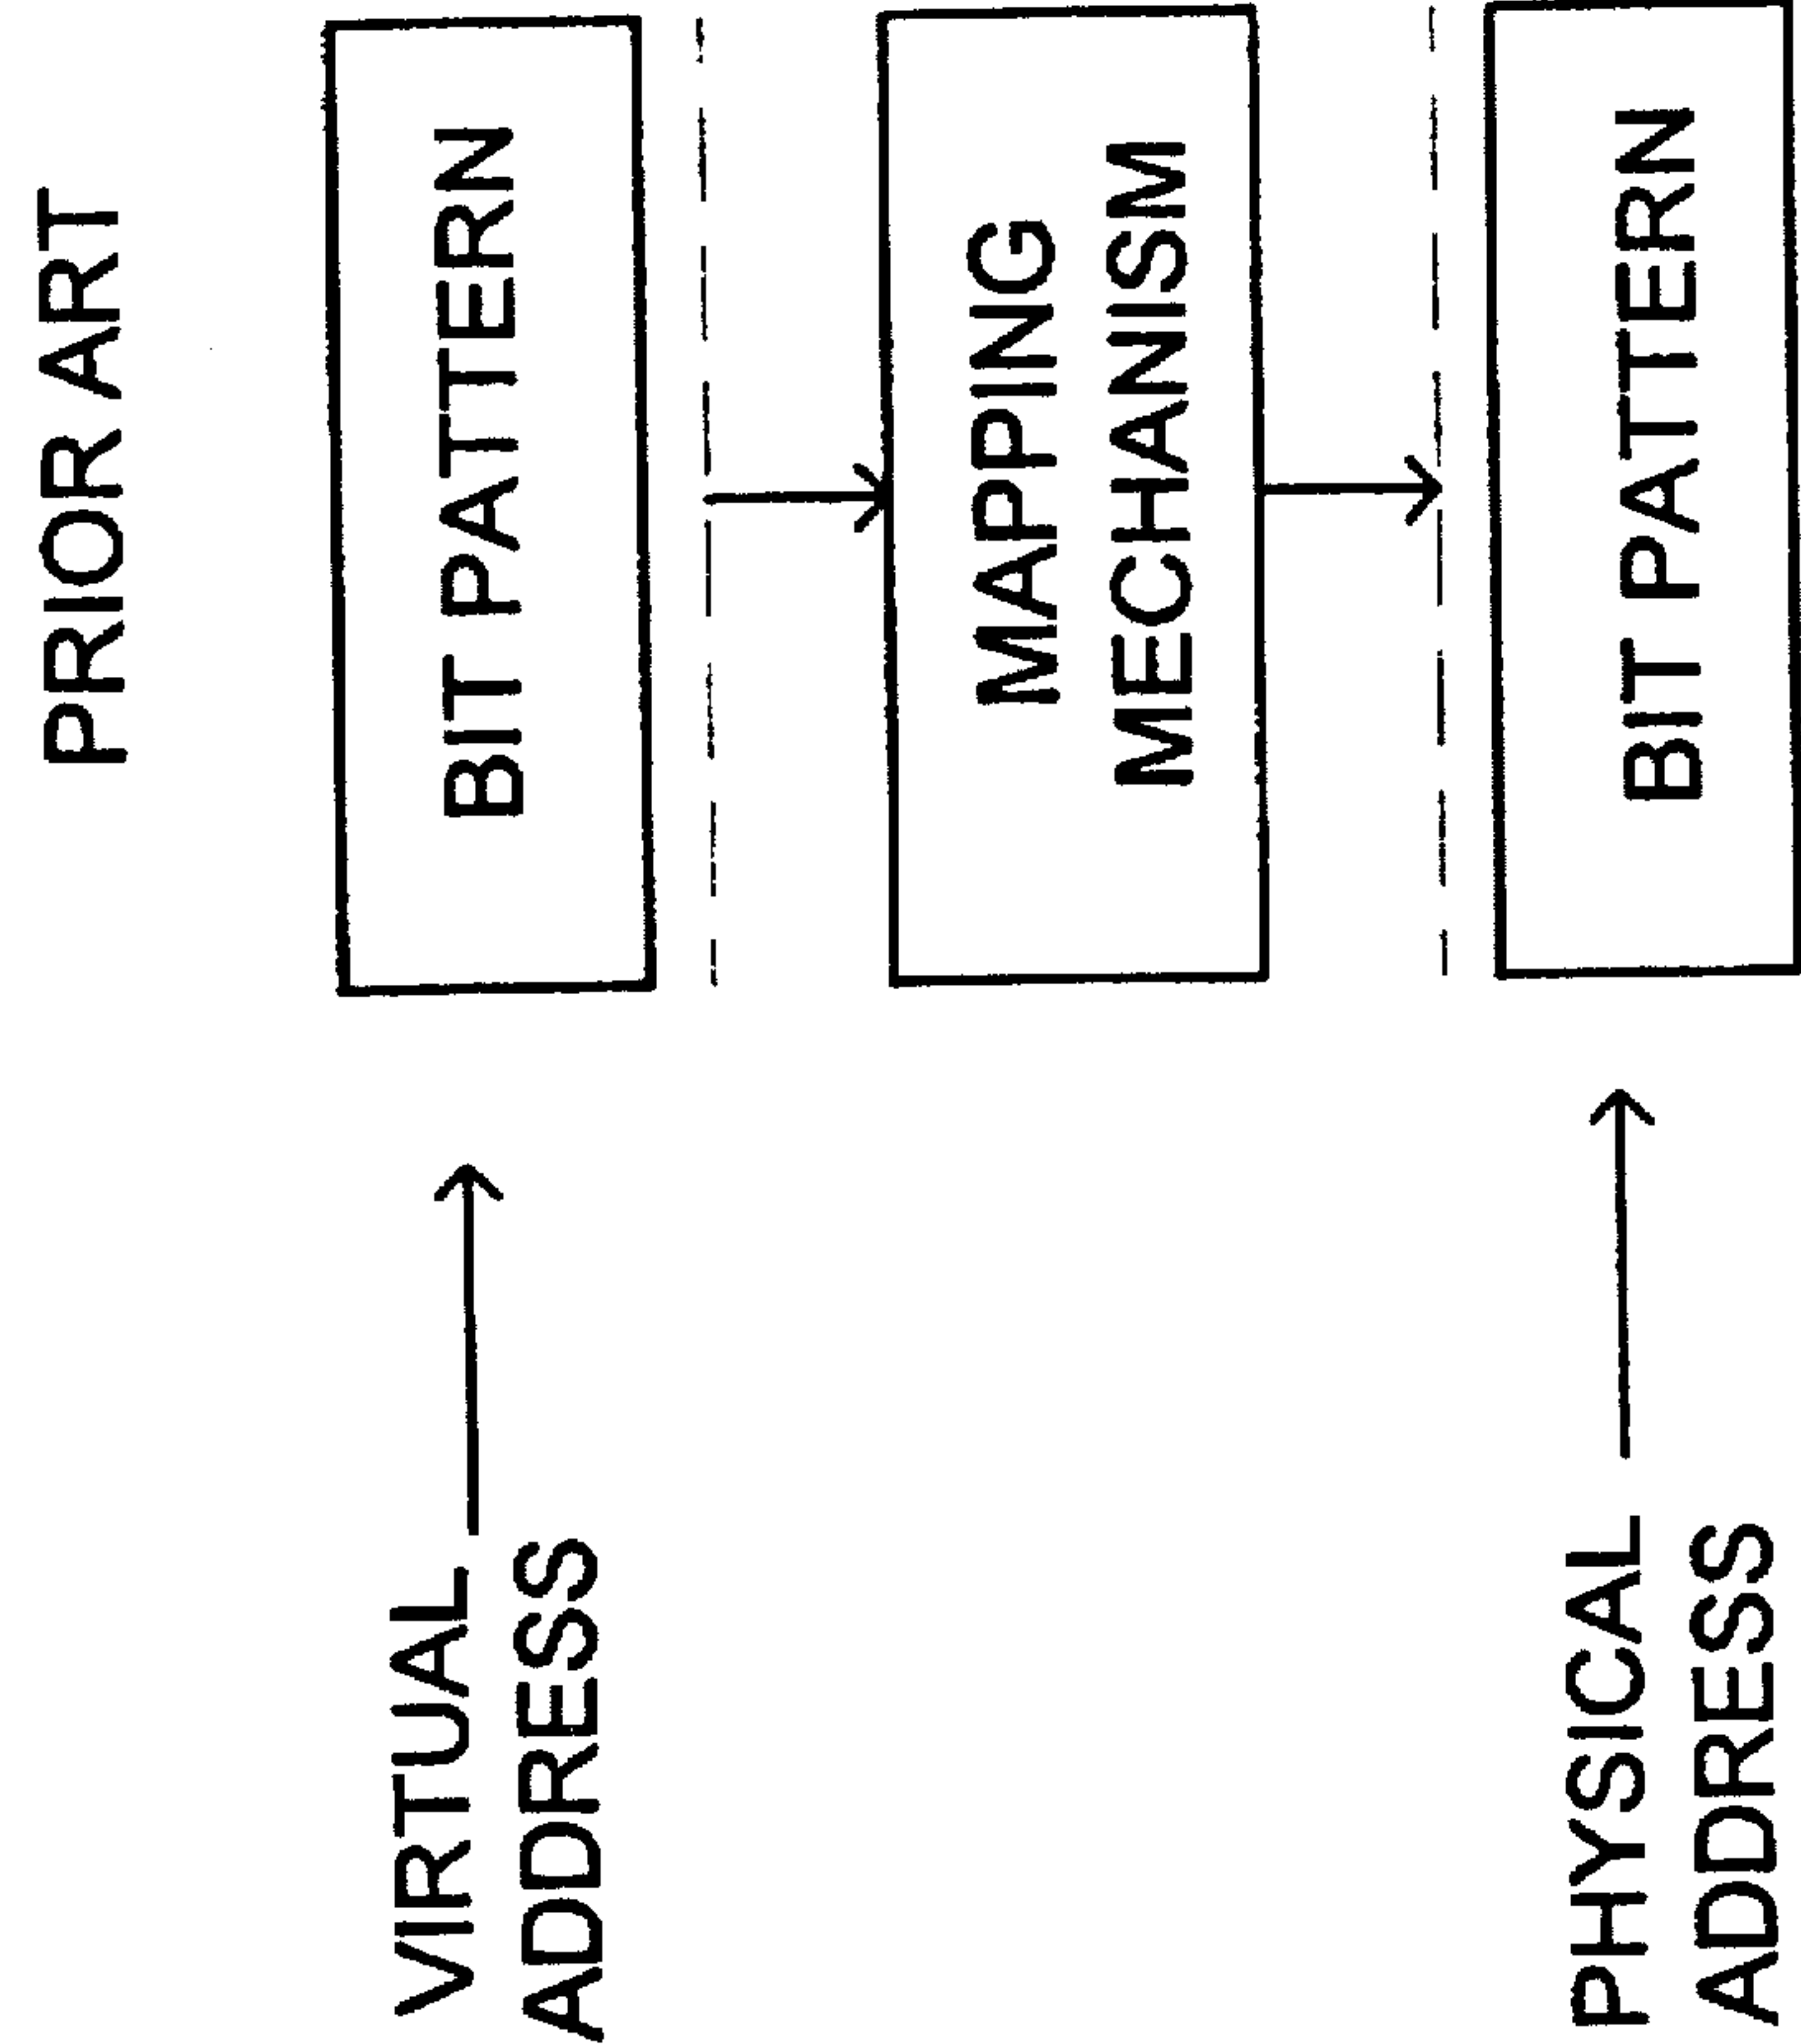 PRIOR ART
VIRTUAL
ADDRESS
BIT PATTERN
MAPPING
MECHANISM
PHYSICAL
ADDRESS
BIT PATTERN